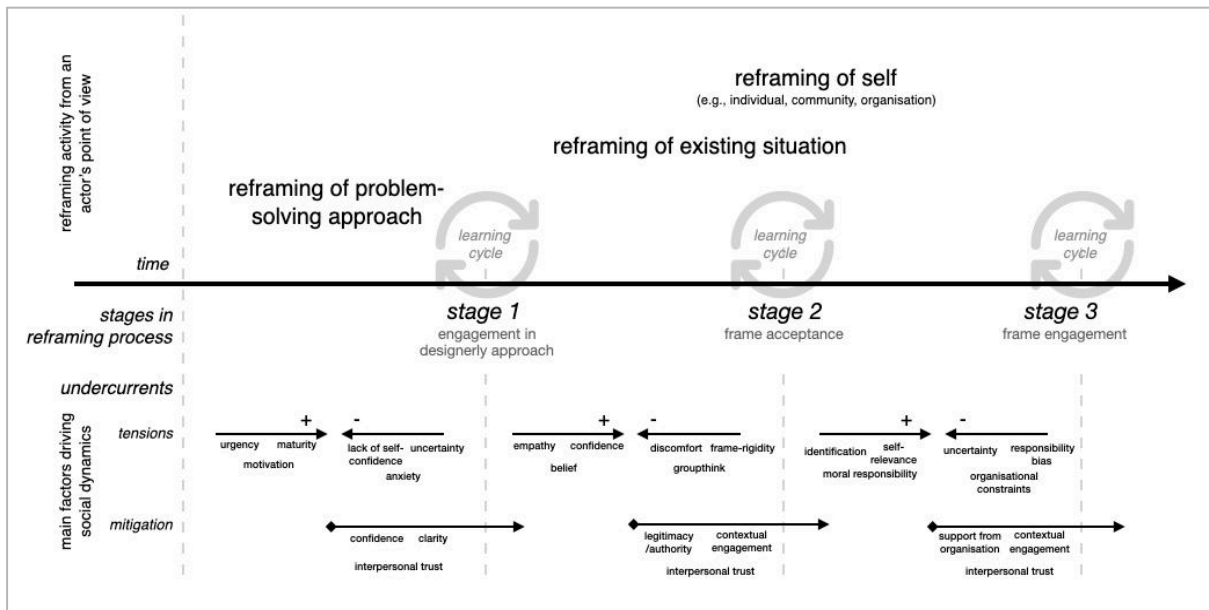 reframing activity from an
actor's point of view
reframing of self
(e.g., individual, community, organisation)
reframing of existing situation
reframing of problem-
solving approach
learning
cycle
learning
cycle
learning
cycle
time
stages in
reframing process
stage 1
engagement in
designerly approach
stage 2
frame acceptance
stage 3
frame engagement
undercurrents
main factors driving
social dynamics
tensions
+
-
urgency maturity
motivation
lack of self-
confidence
uncertainty
anxiety
+
-
empathy confidence
belief
discomfort frame-rigidity
groupthink
+
-
identification
self-
relevance
moral responsibility
uncertainty
responsibility
bias
organisational
constraints
mitigation
confidence clarity
interpersonal trust
legitimacy
/authority
contextual
engagement
interpersonal trust
support from
organisation
contextual
engagement
interpersonal trust